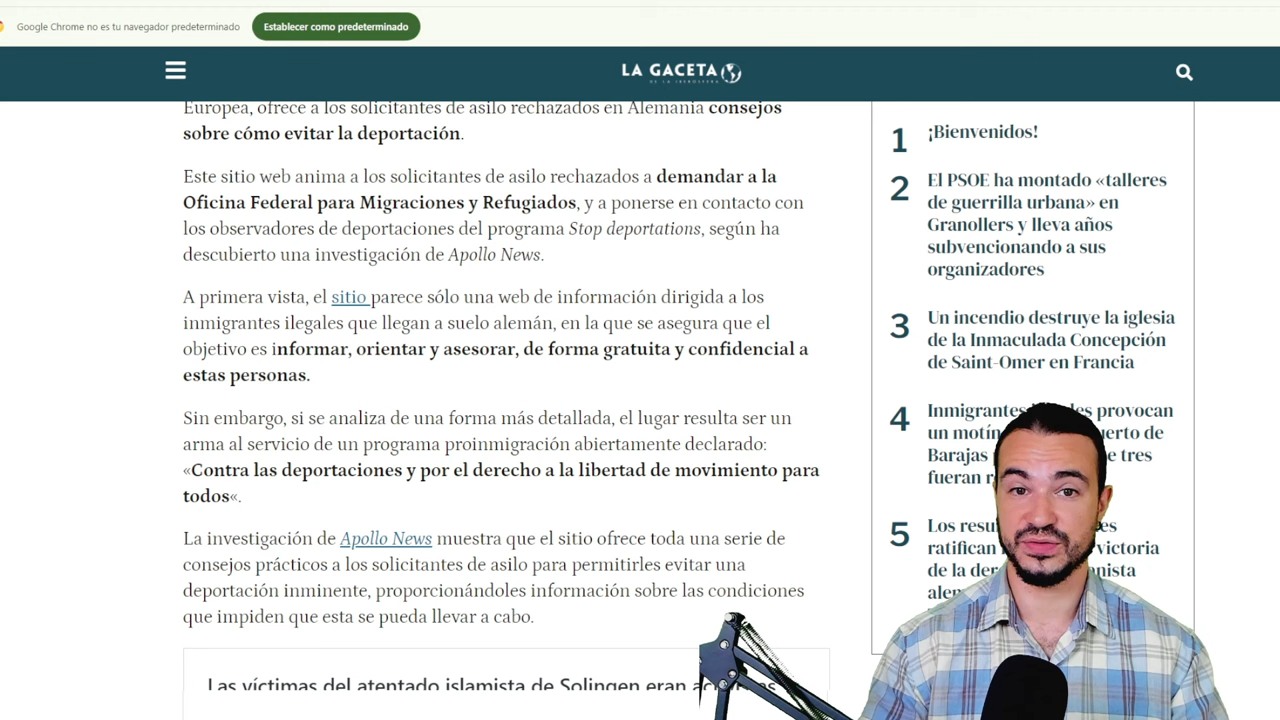 Google Chrome no es tu navegador predeterminado
Establecer como predeterminado
LA GACETA
DE LA IBEROSFERA
Europea, ofrece a los solicitantes de asilo rechazados en Alemania consejos
sobre cómo evitar la deportación.
Este sitio web anima a los solicitantes de asilo rechazados a demandar a la
Oficina Federal para Migraciones y Refugiados, y a ponerse en contacto con
los observadores de deportaciones del programa Stop deportations, según ha
descubierto una investigación de Apollo News.
A primera vista, el sitio parece sólo una web de información dirigida a los
inmigrantes ilegales que llegan a suelo alemán, en la que se asegura que el
objetivo es informar, orientar y asesorar, de forma gratuita y confidencial a
estas personas.
Sin embargo, si se analiza de una forma más detallada, el lugar resulta ser un
arma al servicio de un programa proinmigración abiertamente declarado:
«Contra las deportaciones y por el derecho a la libertad de movimiento para
todos«.
La investigación de Apollo News muestra que el sitio ofrece toda una serie de
consejos prácticos a los solicitantes de asilo para permitirles evitar una
deportación inminente, proporcionándoles información sobre las condiciones
que impiden que esta se pueda llevar a cabo.
Las víctimas del atentado islamista de Solingen eran
1 ¡Bienvenidos!
2 El PSOE ha montado «talleres
de guerrilla urbana» en
Granollers y lleva años
subvencionando a sus
organizadores
3 Un incendio destruye la iglesia
de la Inmaculada Concepción
de Saint-Omer en Francia
4 Inmigrantes provocan
un motín
Barajas tres
fueran
5 Los
ratifican victoria
de la